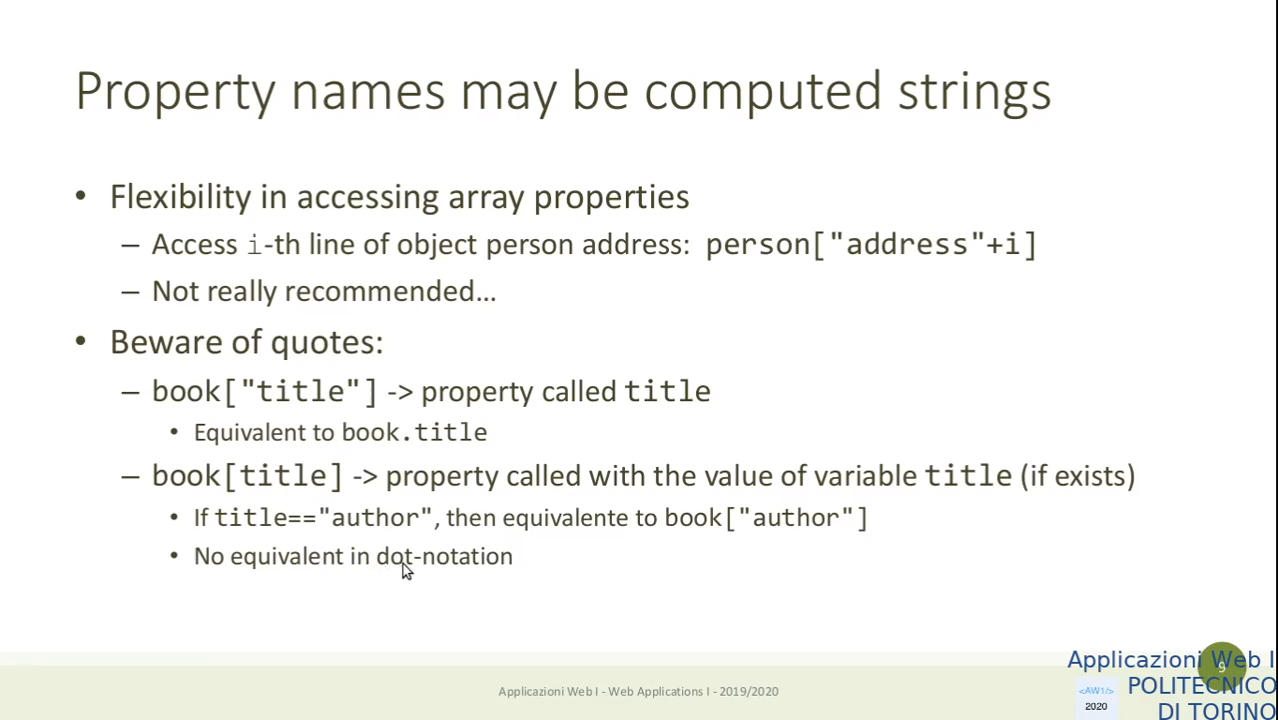 Property names may be computed strings
• Flexibility in accessing array properties
– Access i-th line of object person address: person["address"+i]
– Not really recommended…
• Beware of quotes:
– book["title"] -> property called title
• Equivalent to book.title
– book[title] -> property called with the value of variable title (if exists)
• If title=="author", then equivalente to book["author"]
• No equivalent in dot-notation
Applicazioni Web I - Web Applications I - 2019/2020
9
Applicazioni Web I
POLITECNICO
DI TORINO
<AW1/>
2020